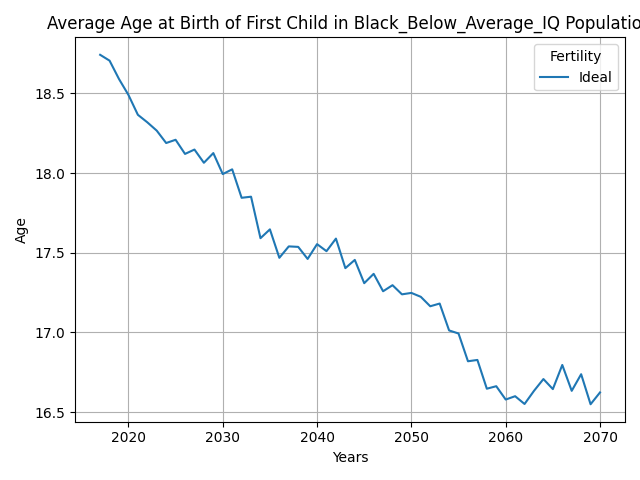 Average Age at Birth of First Child in Black_Below_Average_IQ Populatio
Fertility
Ideal
18.5
18.0
17.5
17.0
16.5
Age
2020 2030 2040 2050 2060 2070
Years